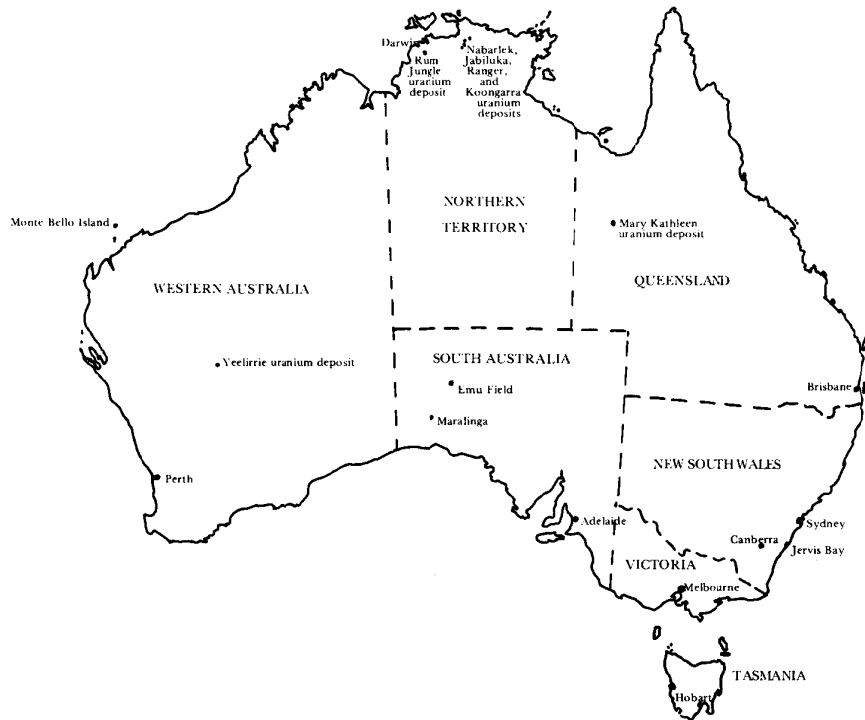 Darwin
Rum
Jungle
uranium
deposit
Nabarlek,
Jabiluka,
Ranger,
and
Koongarra
uranium
deposits
NORTHERN
TERRITORY
Monte Bello Island
Mary Kathleen
uranium deposit
WESTERN AUSTRALIA
QUEENSLAND
Yeelirrie uranium deposit
SOUTH AUSTRALIA
Emu Field
Brisbane
Maralinga
NEW SOUTH WALES
Perth
Adelaide
Sydney
Canberra
Jervis Bay
VICTORIA
Melbourne
TASMANIA
Hobart